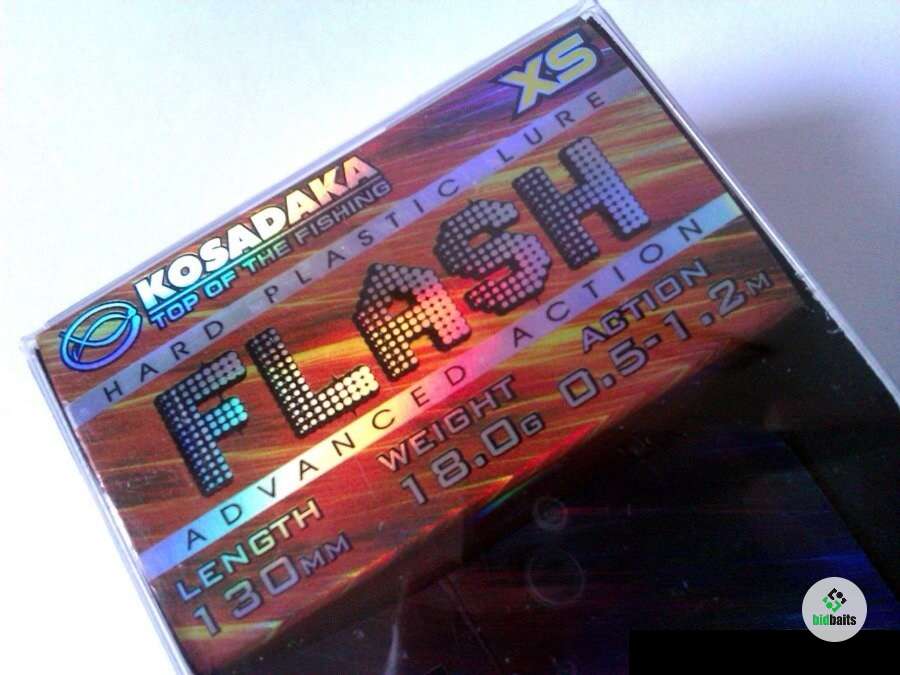 XS
KOSADAKA
TOP OF THE FISHING
HARD PLASTIC LURE
FLASH
ADVANCED ACTION
LENGTH WEIGHT ACTION
130MM 18.0G 0.5-1.2M
bidbaits